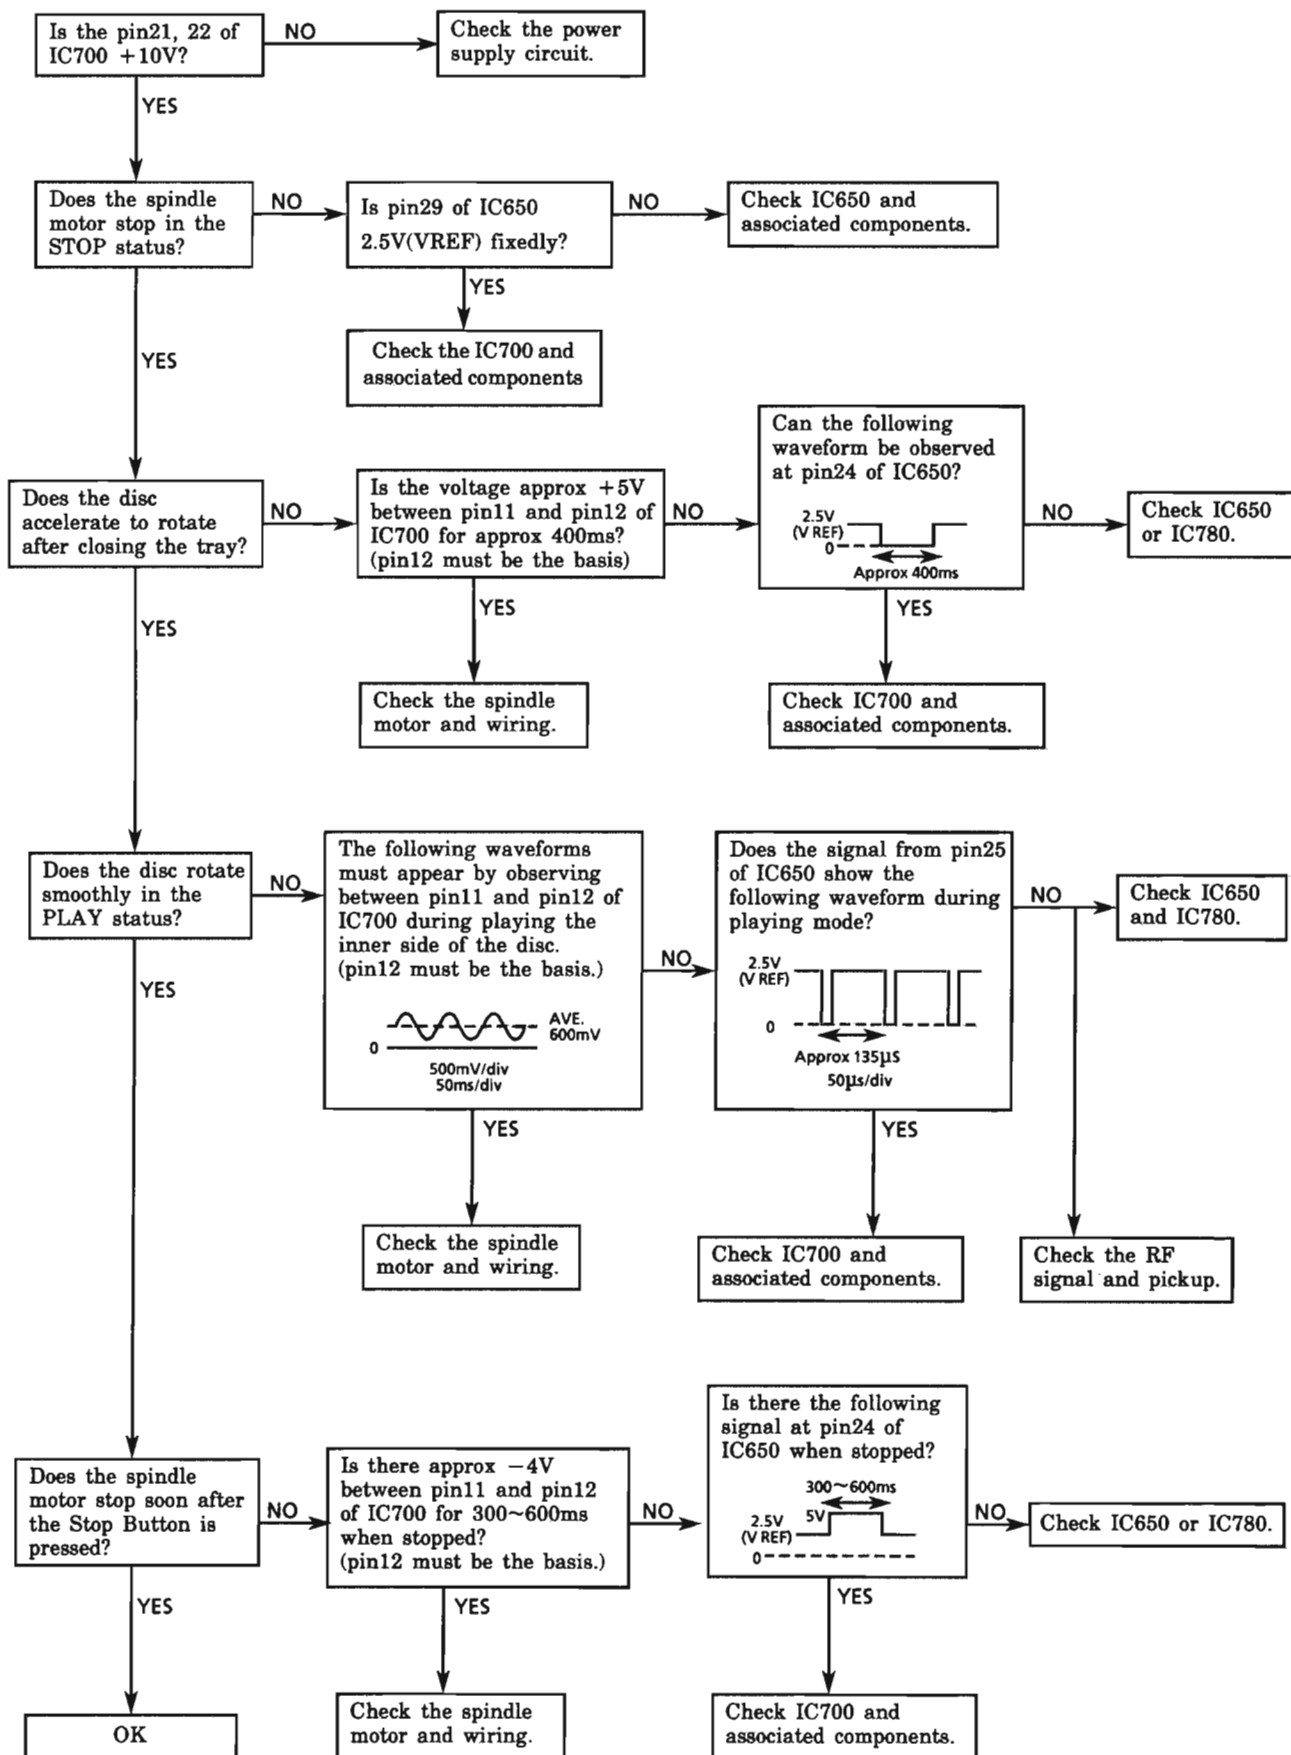 Is the pin21, 22 of
IC700 +10V?
NO
Check the power
supply circuit.
YES
Does the spindle
motor stop in the
STOP status?
NO
Is pin29 of IC650
2.5V(VREF) fixedly?
NO
Check IC650 and
associated components.
YES
Check the IC700 and
associated components
YES
Does the disc
accelerate to rotate
after closing the tray?
NO
Is the voltage approx +5V
between pin11 and pin12 of
IC700 for approx 400ms?
(pin12 must be the basis)
NO
Can the following
waveform be observed
at pin24 of IC650?
2.5V
(V REF)
0
Approx 400ms
NO
Check IC650
or IC780.
YES
Check the spindle
motor and wiring.
YES
Check IC700 and
associated components.
YES
Does the disc rotate
smoothly in the
PLAY status?
NO
The following waveforms
must appear by observing
between pin11 and pin12 of
IC700 during playing the
inner side of the disc.
(pin12 must be the basis.)
AVE.
600mV
0
500mV/div
50ms/div
NO
Does the signal from pin25
of IC650 show the
following waveform during
playing mode?
2.5V
(V REF)
0
Approx 135µS
50µs/div
NO
Check IC650
and IC780.
YES
Check the spindle
motor and wiring.
YES
Check IC700 and
associated components.
Check the RF
signal and pickup.
YES
Does the spindle
motor stop soon after
the Stop Button is
pressed?
NO
Is there approx −4V
between pin11 and pin12
of IC700 for 300~600ms
when stopped?
(pin12 must be the basis.)
NO
Is there the following
signal at pin24 of
IC650 when stopped?
300~600ms
5V
2.5V
(V REF)
0
NO
Check IC650 or IC780.
YES
OK
YES
Check the spindle
motor and wiring.
YES
Check IC700 and
associated components.